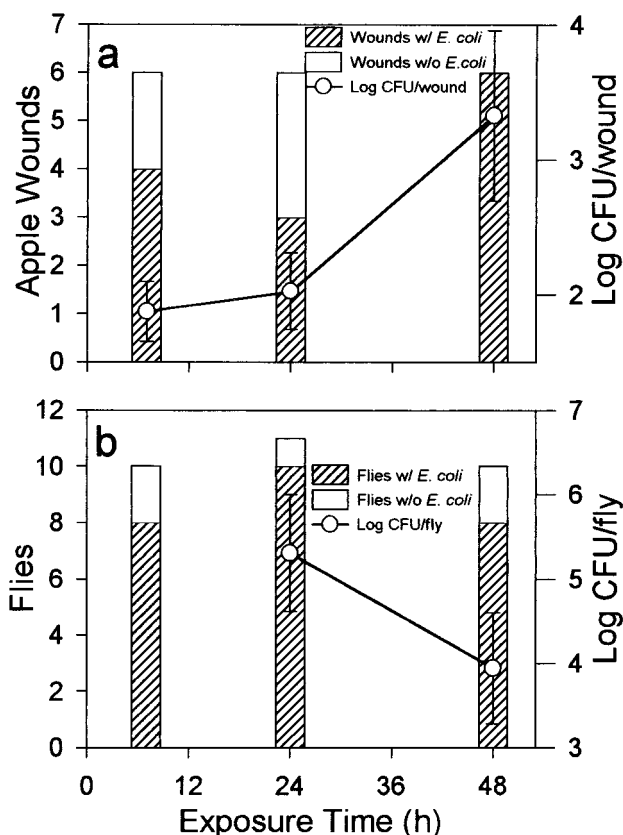 a
7
6
5
4
3
2
1
0
Apple Wounds
Wounds w/ E. coli
Wounds w/o E.coli
Log CFU/wound
4
3
2
Log CFU/wound
b
12
10
8
6
4
2
0
Flies
Flies w/ E. coli
Flies w/o E. coli
Log CFU/fly
7
6
5
4
3
Log CFU/fly
0 12 24 36 48
Exposure Time (h)